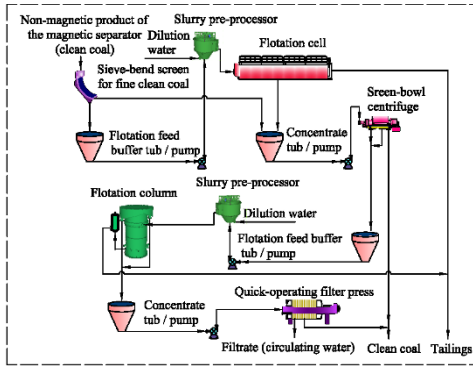 Non-magnetic product of
the magnetic separator
(clean coal)
Slurry pre-processor
Dilution
water
Flotation cell
Sieve-bend screen
for fine clean coal
Sreen-bowl
centrifuge
Flotation feed
buffer tub / pump
Concentrate
tub / pump
Flotation column
Slurry pre-processor
Dilution water
Flotation feed buffer
tub / pump
Concentrate
tub / pump
Quick-operating filter press
Filtrate (circulating water)
Clean coal
Tailings